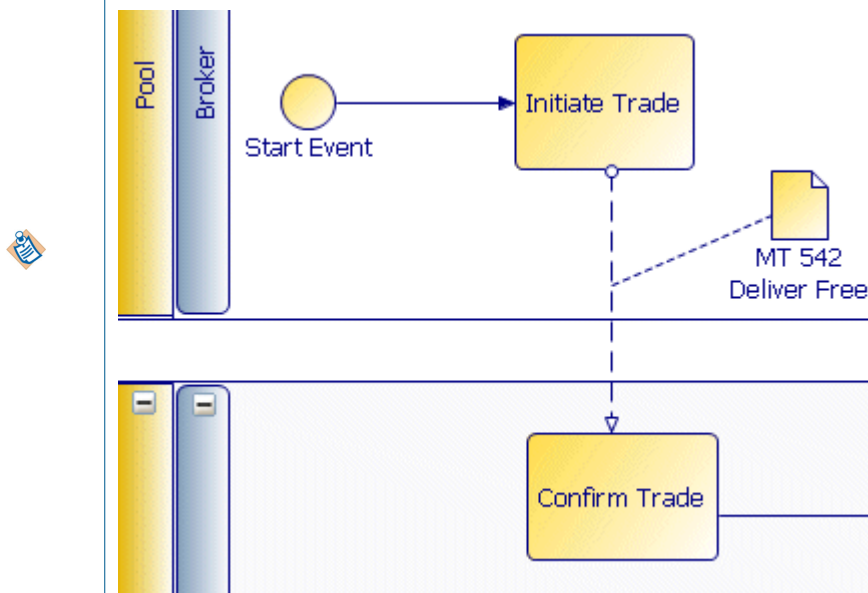 Pool
Broker
Initiate Trade
Start Event
MT 542
Deliver Free
Confirm Trade